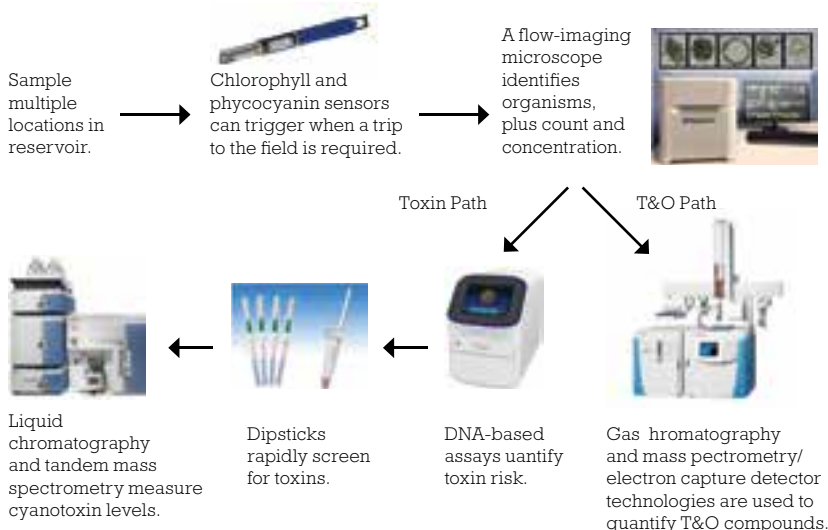 Sample
multiple
locations in
reservoir.
Chlorophyll and
phycocyanin sensors
can trigger when a trip
to the field is required.
A flow-imaging
microscope
identifies
organisms,
plus count and
concentration.
Toxin Path
T&O Path
Liquid
chromatography
and tandem mass
spectrometry measure
cyanotoxin levels.
Dipsticks
rapidly screen
for toxins.
DNA-based
assays uantify
toxin risk.
Gas hromatography
and mass pectrometry/
electron capture detector
technologies are used to
quantify T&O compounds.